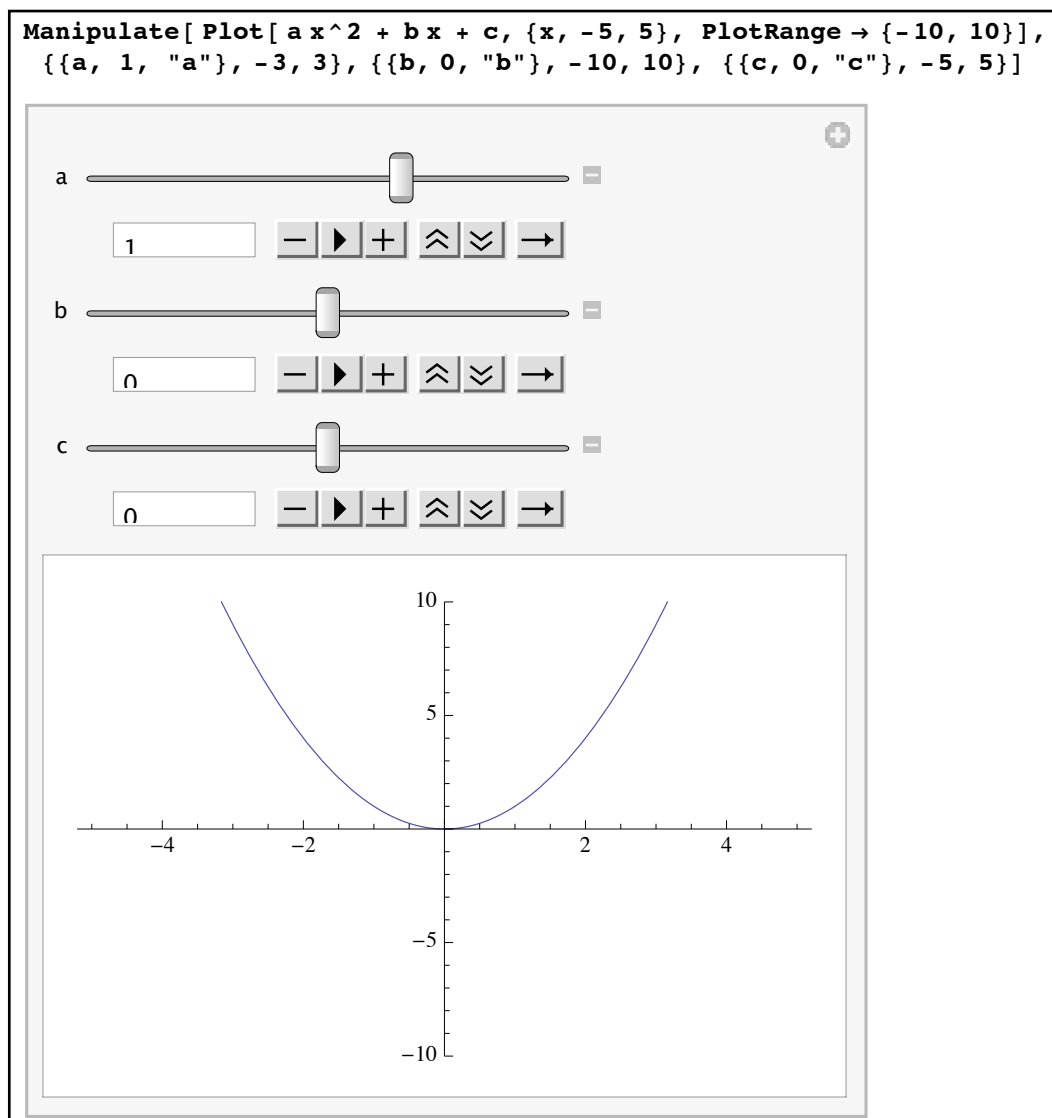 Manipulate[ Plot[ a x^2 + b x + c, {x, -5, 5}, PlotRange → {-10, 10}],
{{a, 1, "a"}, -3, 3}, {{b, 0, "b"}, -10, 10}, {{c, 0, "c"}, -5, 5}]
a
1
b
0
c
0
10
5
−4 −2 2 4
−5
−10